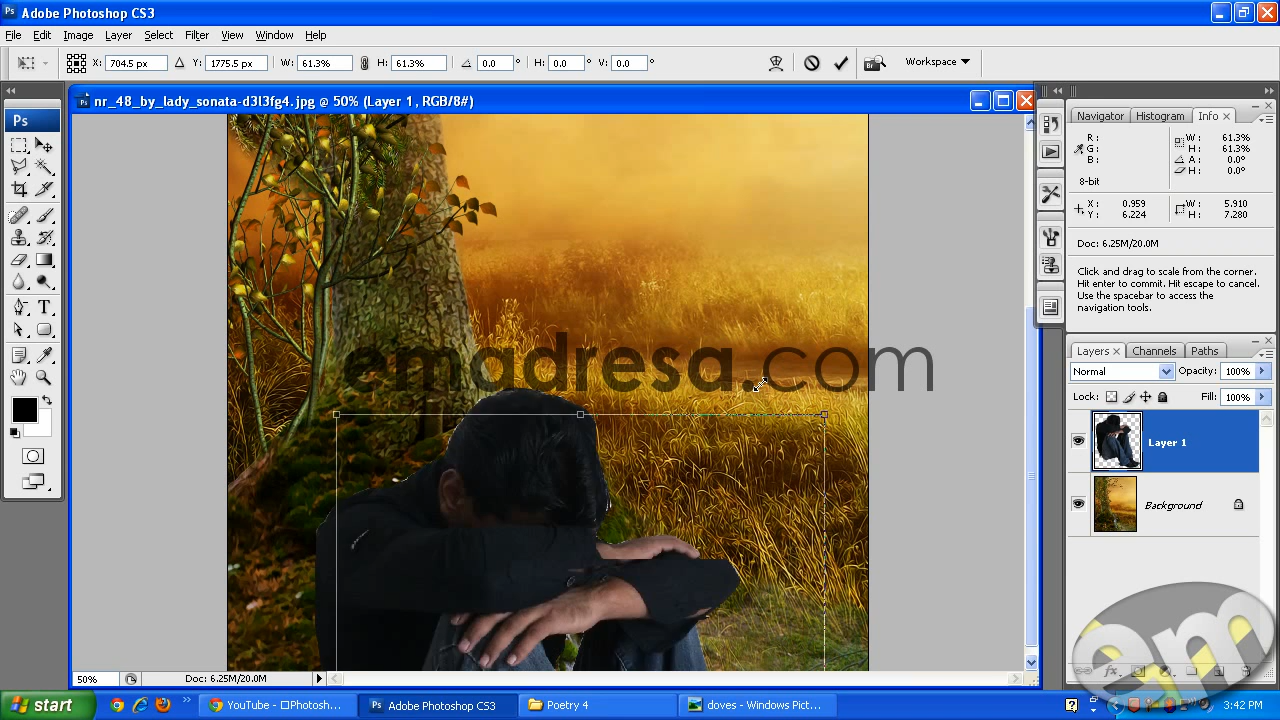 Adobe Photoshop CS3
File Edit Image Layer Select Filter View Window Help
X: 704.5 px Y: 1775.5 px W: 61.3% H: 61.3% 0.0 ° H: 0.0 ° V: 0.0 ° Workspace
nr_48_by_lady_sonata-d3l3fg4.jpg @ 50% (Layer 1, RGB/8#)
Ps
Navigator Histogram Info
R: W: 61.3%
G: H: 61.3%
B: A: 0.0°
H: 0.0°
8-bit
X: 0.959 W: 5.910
Y: 6.224 H: 7.280
Doc: 6.25M/20.0M
Click and drag to scale from the corner.
Hit enter to commit. Hit escape to cancel.
Use the spacebar to access the
navigation tools.
emadresa.com
Layers Channels Paths
Normal Opacity: 100%
Lock: Fill: 100%
Layer 1
Background
em
50% Doc: 6.25M/20.0M
start YouTube - □Photosh... Adobe Photoshop CS3 Poetry 4 doves - Windows Pict... 3:42 PM